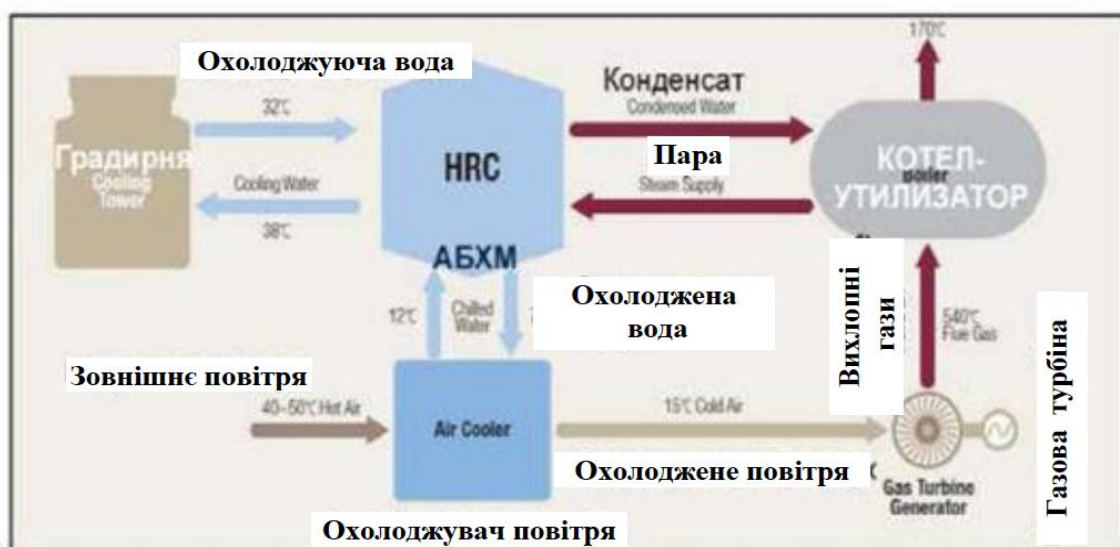 170℃
Охолоджуюча вода
Конденсат
Condensed Water
32℃
Градирня
Cooling
Tower
HRC
Пара
КОТЕЛ-
Boiler
УТИЛИЗАТОР
Cooling Water
Steam Supply
38℃
АБХМ
Охолоджена
вода
12℃
Chilled
Water
Вихлопні
гази
540℃
Flue Gas
Газова турбіна
Зовнішнє повітря
40~50℃ Hot Air
Air Cooler
15℃ Cold Air
Охолоджене повітря
Gas Turbine
Generator
Охолоджувач повітря